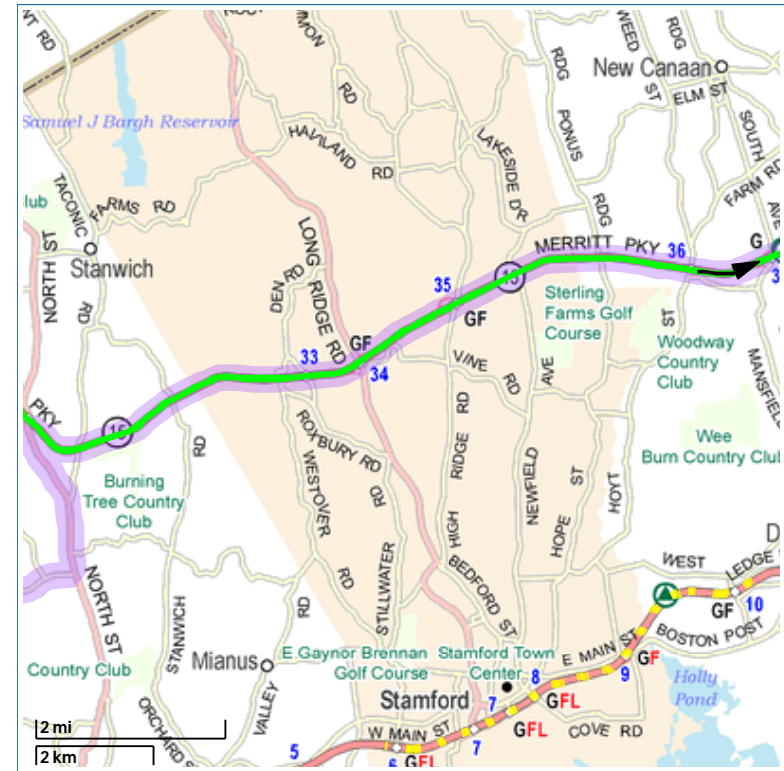 RD
New Canaan
WEED
ST
RDG
RDG
ELM ST
Samuel J Bargh Reservoir
HAVILAND
RD
RD
LAKESIDE DR
PONUS
SOUTH
AVE
FARM RD
TACONIC
FARMS RD
RD
NORTH ST
Stanwich
LONG
RIDGE RD
DEN RD
RDG
MERRITT PKY
36
G
35
15
GF
Sterling
Farms Golf
Course
ST
Woodway
Country
Club
33
GF
34
VINE RD
AVE
MANSFIELD
PKY
15
RD
ROXBURY RD
RD
RIDGE RD
HIGH
Wee
Burn Country Club
Burning
Tree Country
Club
WESTOVER
RD
NEWFIELD
HOPE ST
HOYT
NORTH ST
STANWICH
RD
STILLWATER
BEDFORD ST
WEST
LEDGE
GF
10
BOSTON POST
Country Club
Mianus
VALLEY
RD
E Gaynor Brennan
Golf Course
Stamford Town
Center
E MAIN ST
GF
9
Holly
Pond
ORCHARD ST
Stamford
8
7
GFL
GFL
COVE RD
W MAIN ST
7
2 mi
2 km
5
6
GFL